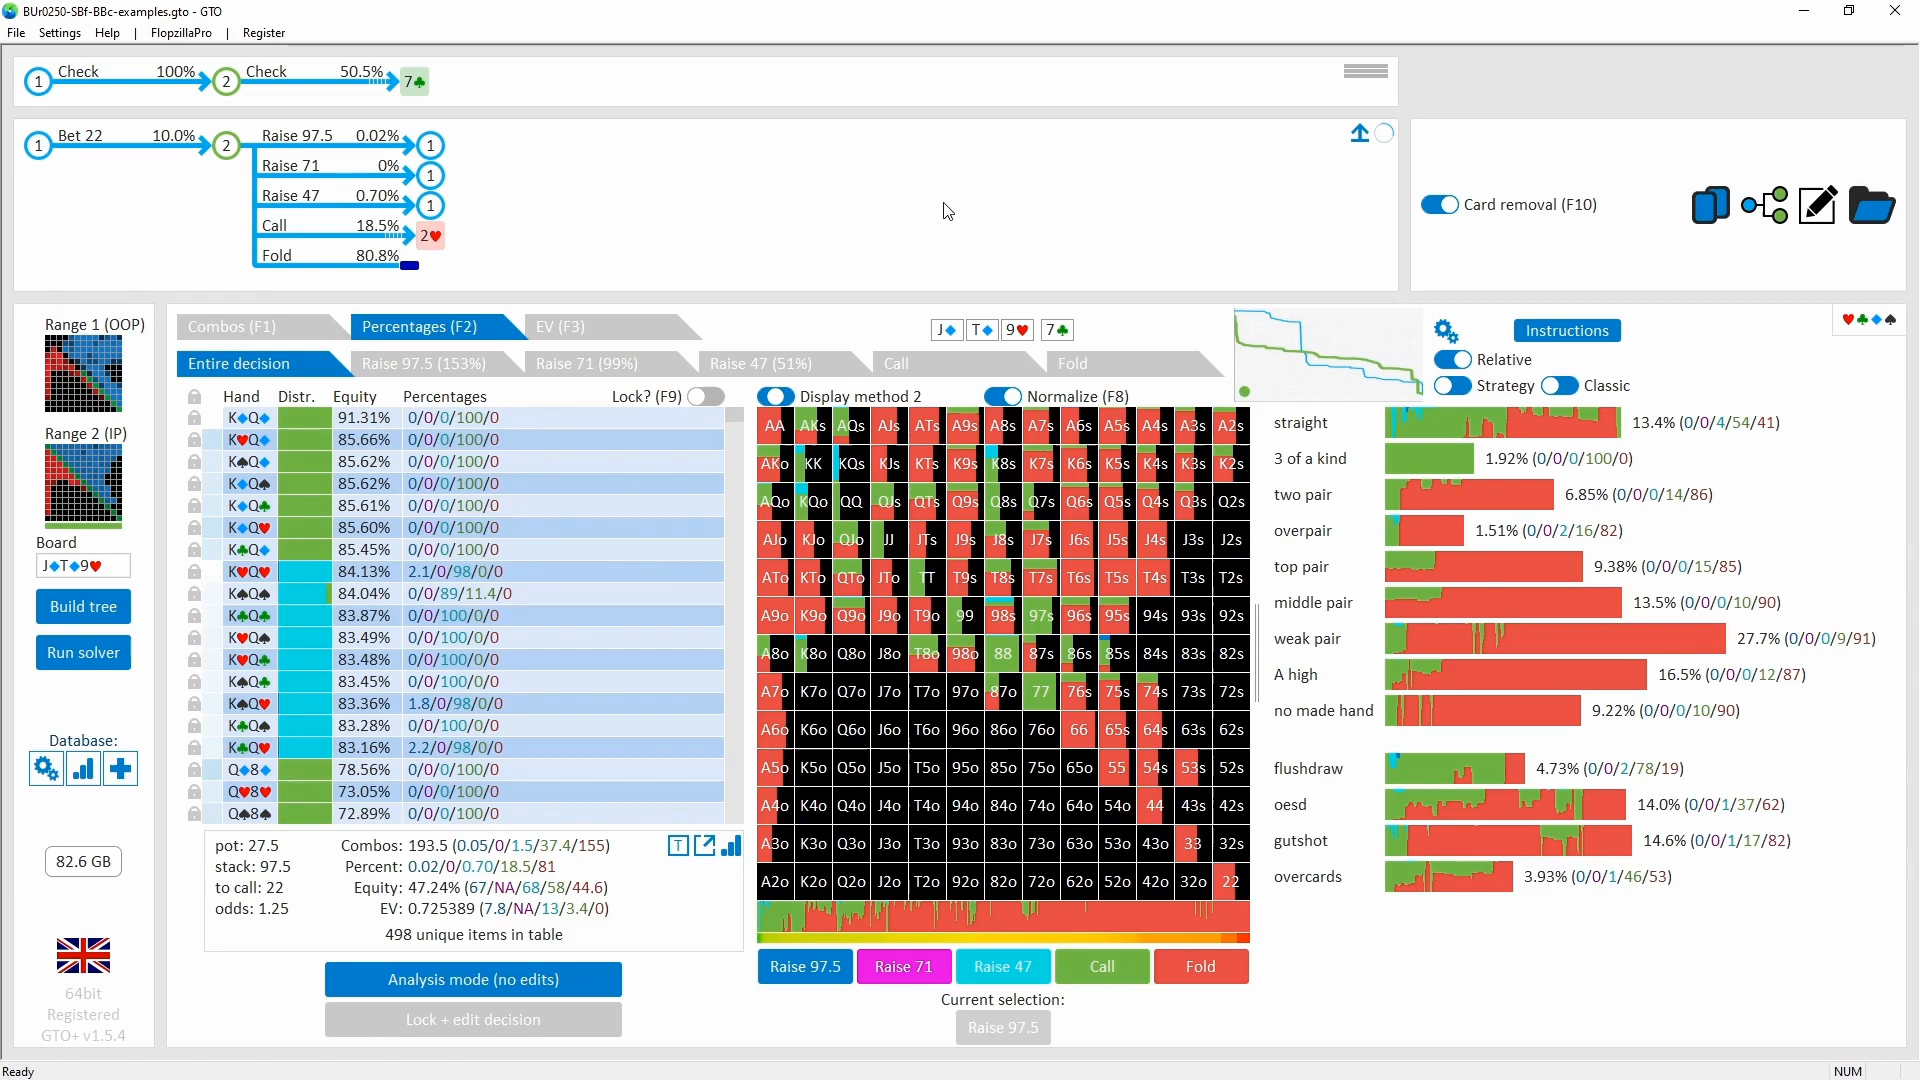 BUr0250-SBf-BBc-examples.gto - GTO
File Settings Help | FlopzillaPro | Register
1 Check 100% 2 Check 50.5% 7♣
1 Bet 22 10.0% 2 Raise 97.5 0.02% 1
Raise 71 0% 1
Raise 47 0.70% 1
Call 18.5% 2♥
Fold 80.8%
Card removal (F10)
Range 1 (OOP)
Range 2 (IP)
Board
J♦T♦9♥
Build tree
Run solver
Database:
82.6 GB
64bit
Registered
GTO+ v1.5.4
Combos (F1) Percentages (F2) EV (F3)
J♦ T♦ 9♥ 7♣
Entire decision Raise 97.5 (153%) Raise 71 (99%) Raise 47 (51%) Call Fold
Hand Distr. Equity Percentages Lock? (F9)
K♦Q♦ 91.31% 0/0/0/100/0
K♥Q♦ 85.66% 0/0/0/100/0
K♠Q♦ 85.62% 0/0/0/100/0
K♦Q♠ 85.62% 0/0/0/100/0
K♦Q♣ 85.61% 0/0/0/100/0
K♦Q♥ 85.60% 0/0/0/100/0
K♣Q♦ 85.45% 0/0/0/100/0
K♥Q♥ 84.13% 2.1/0/98/0/0
K♠Q♠ 84.04% 0/0/89/11.4/0
K♣Q♣ 83.87% 0/0/100/0/0
K♥Q♠ 83.49% 0/0/100/0/0
K♥Q♣ 83.48% 0/0/100/0/0
K♠Q♣ 83.45% 0/0/100/0/0
K♠Q♥ 83.36% 1.8/0/98/0/0
K♣Q♠ 83.28% 0/0/100/0/0
K♣Q♥ 83.16% 2.2/0/98/0/0
Q♦8♦ 78.56% 0/0/0/100/0
Q♥8♥ 73.05% 0/0/0/100/0
Q♠8♠ 72.89% 0/0/0/100/0
pot: 27.5
stack: 97.5
to call: 22
odds: 1.25
Combos: 193.5 (0.05/0/1.5/37.4/155)
Percent: 0.02/0/0.70/18.5/81
Equity: 47.24% (67/NA/68/58/44.6)
EV: 0.725389 (7.8/NA/13/3.4/0)
498 unique items in table
T
Analysis mode (no edits)
Lock + edit decision
Display method 2 Normalize (F8)
AA AKs AQs AJs ATs A9s A8s A7s A6s A5s A4s A3s A2s
AKo KK KQs KJs KTs K9s K8s K7s K6s K5s K4s K3s K2s
AQo KQo QQ QJs QTs Q9s Q8s Q7s Q6s Q5s Q4s Q3s Q2s
AJo KJo QJo JJ JTs J9s J8s J7s J6s J5s J4s J3s J2s
ATo KTo QTo JTo TT T9s T8s T7s T6s T5s T4s T3s T2s
A9o K9o Q9o J9o T9o 99 98s 97s 96s 95s 94s 93s 92s
A8o K8o Q8o J8o T8o 98o 88 87s 86s 85s 84s 83s 82s
A7o K7o Q7o J7o T7o 97o 87o 77 76s 75s 74s 73s 72s
A6o K6o Q6o J6o T6o 96o 86o 76o 66 65s 64s 63s 62s
A5o K5o Q5o J5o T5o 95o 85o 75o 65o 55 54s 53s 52s
A4o K4o Q4o J4o T4o 94o 84o 74o 64o 54o 44 43s 42s
A3o K3o Q3o J3o T3o 93o 83o 73o 63o 53o 43o 33 32s
A2o K2o Q2o J2o T2o 92o 82o 72o 62o 52o 42o 32o 22
Raise 97.5 Raise 71 Raise 47 Call Fold
Current selection:
Raise 97.5
Instructions
Relative
Strategy Classic
♥♣♦♠
straight 13.4% (0/0/4/54/41)
3 of a kind 1.92% (0/0/0/100/0)
two pair 6.85% (0/0/0/14/86)
overpair 1.51% (0/0/2/16/82)
top pair 9.38% (0/0/0/15/85)
middle pair 13.5% (0/0/0/10/90)
weak pair 27.7% (0/0/0/9/91)
A high 16.5% (0/0/0/12/87)
no made hand 9.22% (0/0/0/10/90)
flushdraw 4.73% (0/0/2/78/19)
oesd 14.0% (0/0/1/37/62)
gutshot 14.6% (0/0/1/17/82)
overcards 3.93% (0/0/1/46/53)
Ready NUM